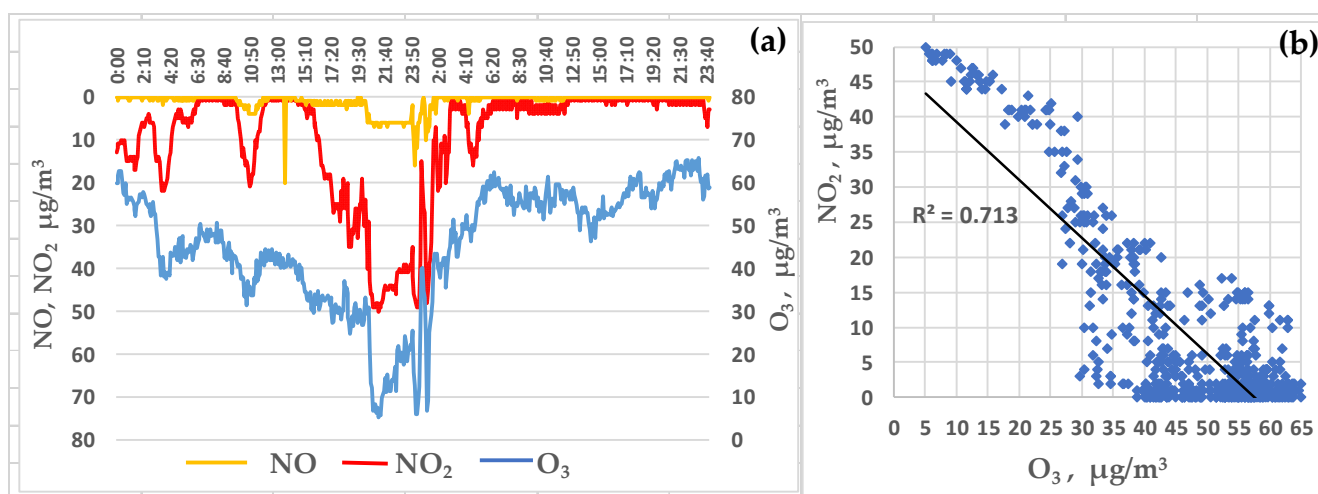 (a)
0:00 2:10 4:20 6:30 8:40 10:50 13:00 17:20 19:30 21:40 23:50 2:00 4:10 6:20 8:30 10:40 12:50 15:00 17:10 19:20 21:30 23:40
0 10 20 30 40 50 60 70 80
NO, NO₂ µg/m³
80 70 60 50 40 30 20 10 0
O₃ , µg/m³
NO NO₂ O₃
(b)
50 45 40 35 30 25 20 15 10 5 0
NO₂ , µg/m³
R² = 0.713
0 5 10 15 20 25 30 35 40 45 50 55 60 65
O₃ , µg/m³